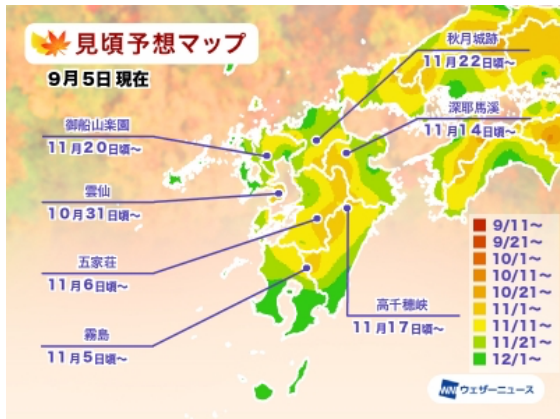 見頃予想マップ
9月5日 現在
秋月城跡
11月22日頃〜
深耶馬溪
11月14日頃〜
御船山楽園
11月20日頃〜
雲仙
10月31日頃〜
五家荘
11月6日頃〜
霧島
11月5日頃〜
高千穂峡
11月17日頃〜
9/11〜
9/21〜
10/1〜
10/11〜
10/21〜
11/1〜
11/11〜
11/21〜
12/1〜
WN ウェザーニュース